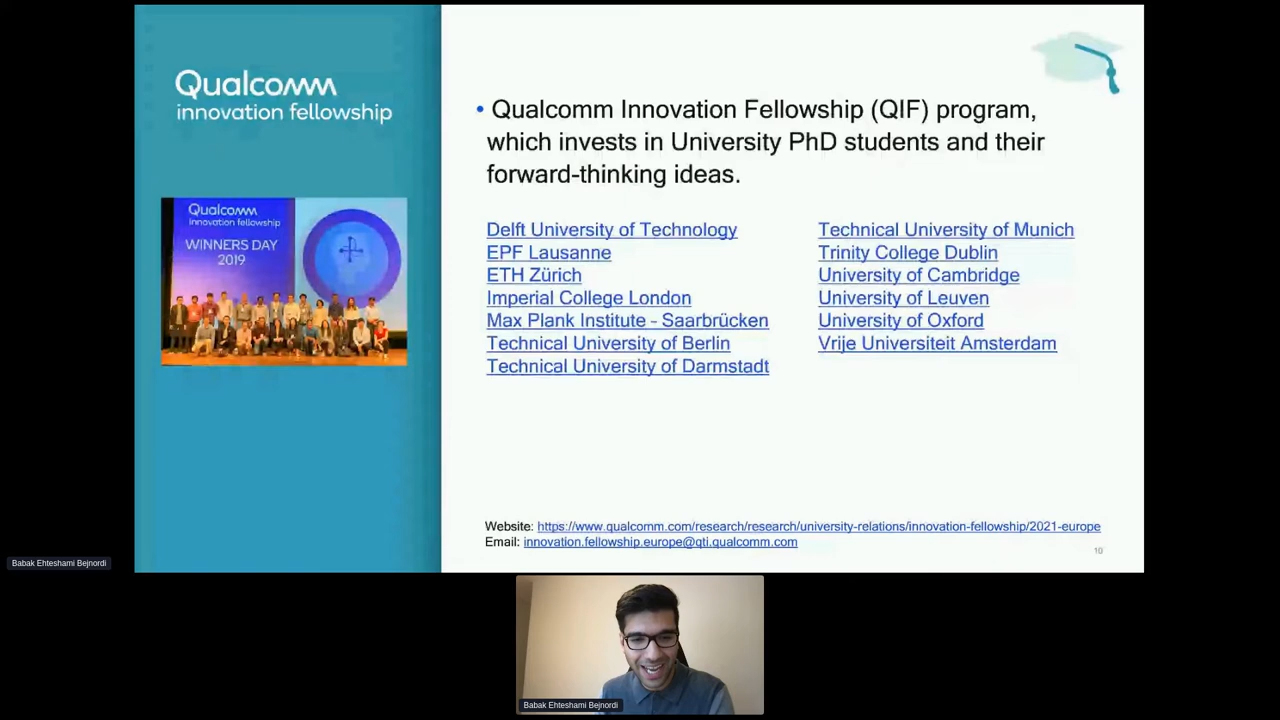 Qualcomm
innovation fellowship
Qualcomm
innovation fellowship
WINNERS DAY
2019
• Qualcomm Innovation Fellowship (QIF) program,
which invests in University PhD students and their
forward-thinking ideas.
Delft University of Technology
EPF Lausanne
ETH Zürich
Imperial College London
Max Plank Institute - Saarbrücken
Technical University of Berlin
Technical University of Darmstadt
Technical University of Munich
Trinity College Dublin
University of Cambridge
University of Leuven
University of Oxford
Vrije Universiteit Amsterdam
Website: https://www.qualcomm.com/research/research/university-relations/innovation-fellowship/2021-europe
Email: innovation.fellowship.europe@qti.qualcomm.com
10
Babak Ehteshami Bejnordi
Babak Ehteshami Bejnordi